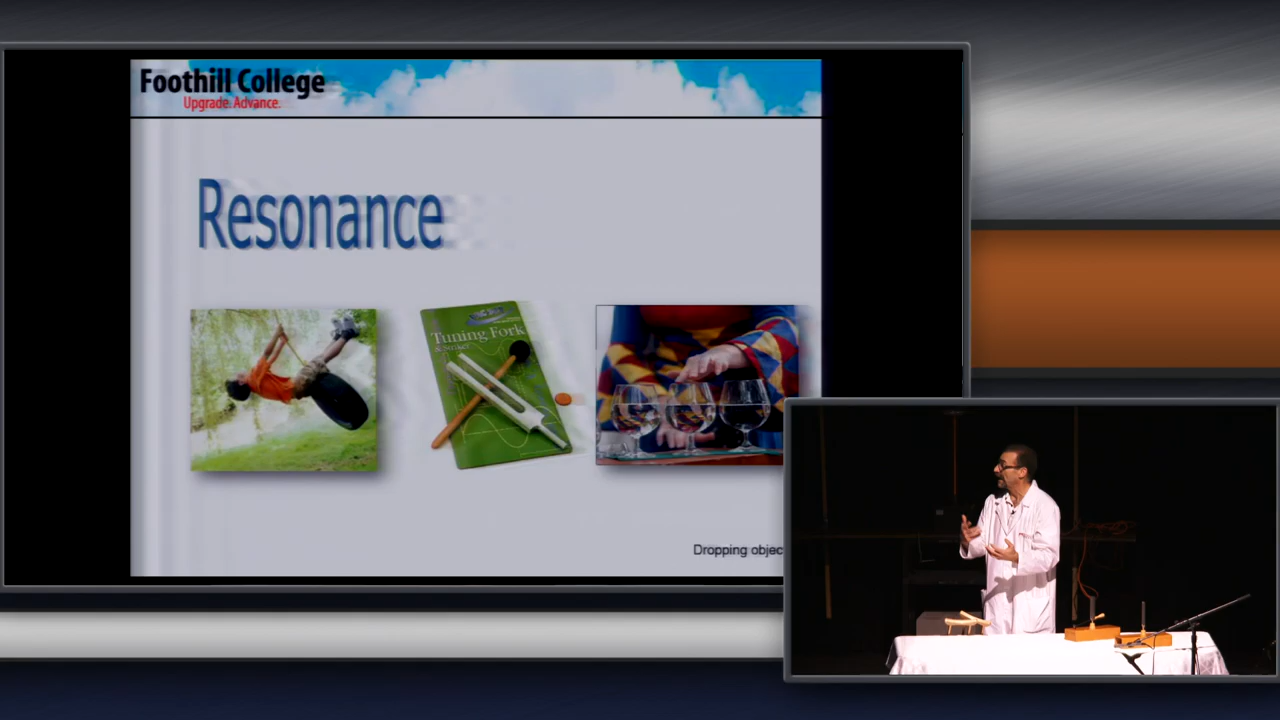 Foothill College
Upgrade. Advance.
Resonance
Tuning Fork
Dropping objec